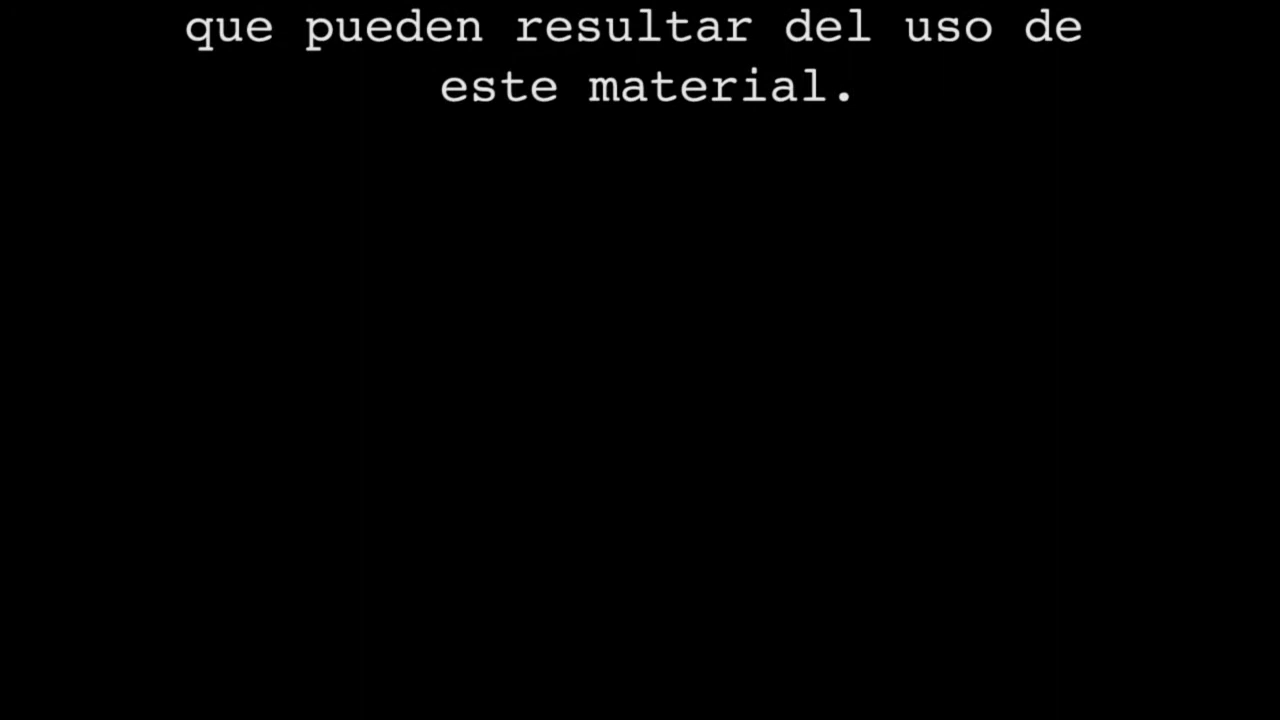 que pueden resultar del uso de
este material.